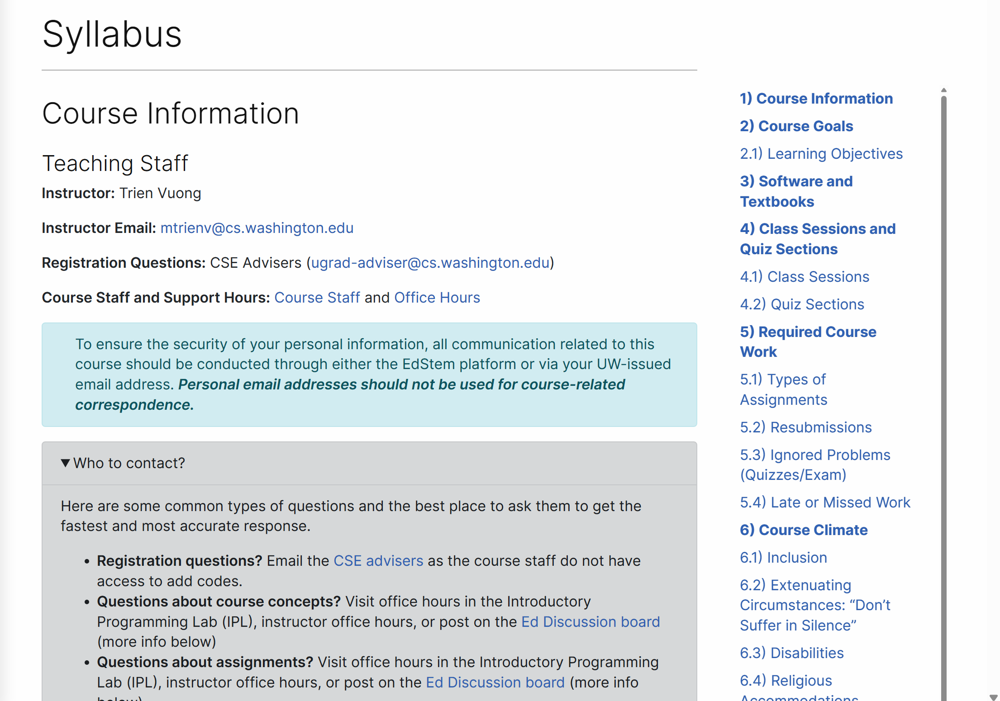 Syllabus
Course Information
Teaching Staff
Instructor: Trien Vuong
Instructor Email: mtrienv@cs.washington.edu
Registration Questions: CSE Advisers (ugrad-adviser@cs.washington.edu)
Course Staff and Support Hours: Course Staff and Office Hours
To ensure the security of your personal information, all communication related to this
course should be conducted through either the EdStem platform or via your UW-issued
email address. Personal email addresses should not be used for course-related
correspondence.
▼ Who to contact?
Here are some common types of questions and the best place to ask them to get the
fastest and most accurate response.
• Registration questions? Email the CSE advisers as the course staff do not have
access to add codes.
• Questions about course concepts? Visit office hours in the Introductory
Programming Lab (IPL), instructor office hours, or post on the Ed Discussion board
(more info below)
• Questions about assignments? Visit office hours in the Introductory Programming
Lab (IPL), instructor office hours, or post on the Ed Discussion board (more info
below)
1) Course Information
2) Course Goals
2.1) Learning Objectives
3) Software and
Textbooks
4) Class Sessions and
Quiz Sections
4.1) Class Sessions
4.2) Quiz Sections
5) Required Course
Work
5.1) Types of
Assignments
5.2) Resubmissions
5.3) Ignored Problems
(Quizzes/Exam)
5.4) Late or Missed Work
6) Course Climate
6.1) Inclusion
6.2) Extenuating
Circumstances: “Don’t
Suffer in Silence”
6.3) Disabilities
6.4) Religious
Accommodations